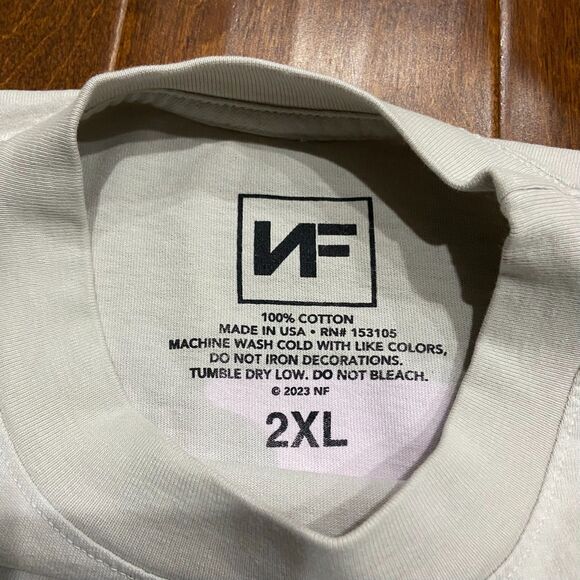 NF
100% COTTON
MADE IN USA • RN# 153105
MACHINE WASH COLD WITH LIKE COLORS,
DO NOT IRON DECORATIONS.
TUMBLE DRY LOW. DO NOT BLEACH.
© 2023 NF
2XL